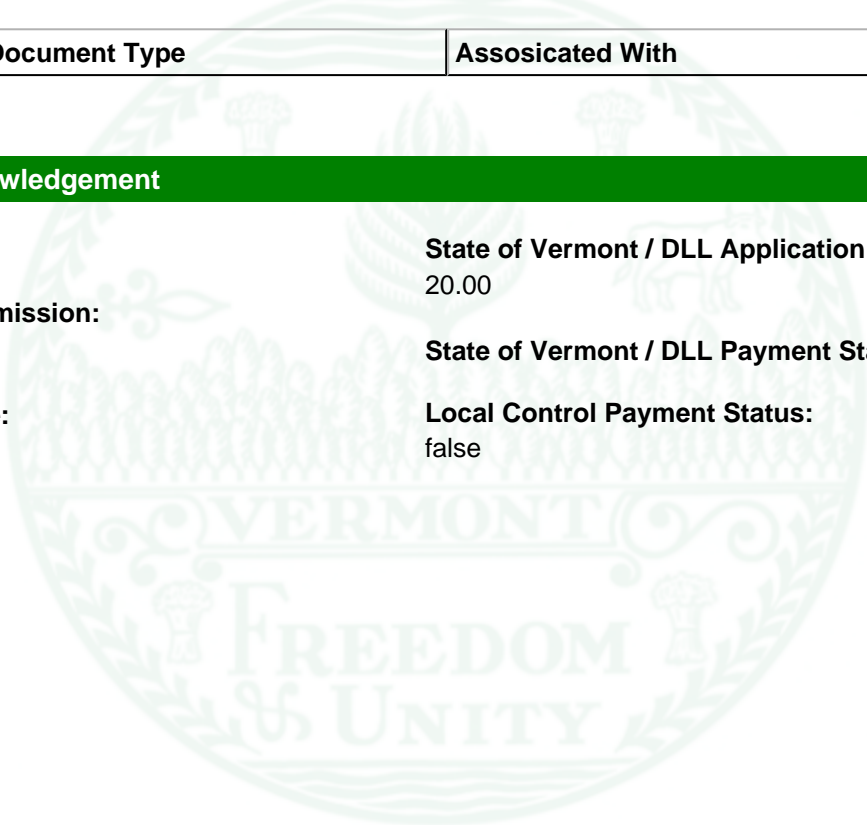 Document Type Assosicated With
wledgement
State of Vermont / DLL Application
20.00
mission:
State of Vermont / DLL Payment Sta
:
Local Control Payment Status:
false
VERMONT
FREEDOM
& UNITY